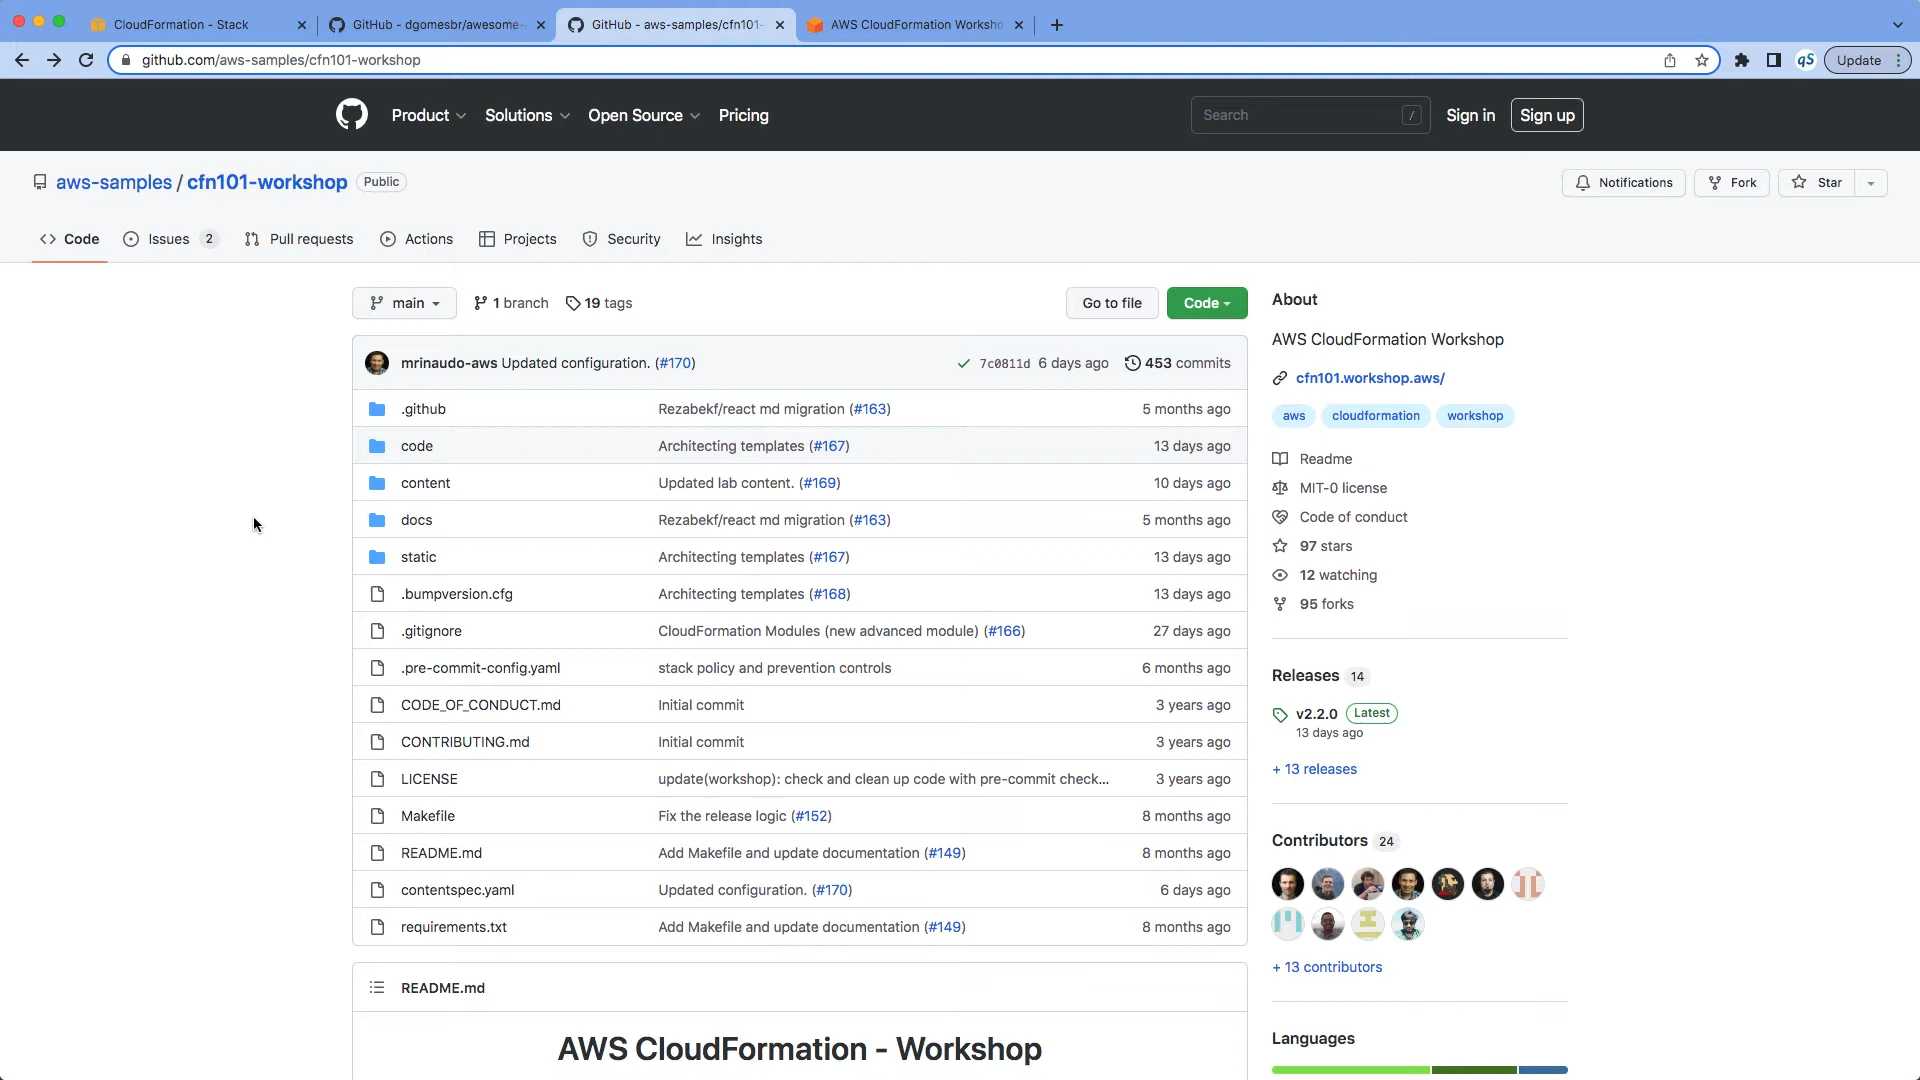 CloudFormation - Stack
GitHub - dgomesbr/awesome-
GitHub - aws-samples/cfn101-
AWS CloudFormation Worksho
github.com/aws-samples/cfn101-workshop
qS
Update
Product
Solutions
Open Source
Pricing
Search
/
Sign in
Sign up
aws-samples / cfn101-workshop
Public
Notifications
Fork
Star
Code
Issues 2
Pull requests
Actions
Projects
Security
Insights
main
1 branch
19 tags
Go to file
Code
mrinaudo-aws Updated configuration. (#170)
7c0811d 6 days ago
453 commits
.github Rezabekf/react md migration (#163) 5 months ago
code Architecting templates (#167) 13 days ago
content Updated lab content. (#169) 10 days ago
docs Rezabekf/react md migration (#163) 5 months ago
static Architecting templates (#167) 13 days ago
.bumpversion.cfg Architecting templates (#168) 13 days ago
.gitignore CloudFormation Modules (new advanced module) (#166) 27 days ago
.pre-commit-config.yaml stack policy and prevention controls 6 months ago
CODE_OF_CONDUCT.md Initial commit 3 years ago
CONTRIBUTING.md Initial commit 3 years ago
LICENSE update(workshop): check and clean up code with pre-commit check... 3 years ago
Makefile Fix the release logic (#152) 8 months ago
README.md Add Makefile and update documentation (#149) 8 months ago
contentspec.yaml Updated configuration. (#170) 6 days ago
requirements.txt Add Makefile and update documentation (#149) 8 months ago
README.md
AWS CloudFormation - Workshop
About
AWS CloudFormation Workshop
cfn101.workshop.aws/
aws
cloudformation
workshop
Readme
MIT-0 license
Code of conduct
97 stars
12 watching
95 forks
Releases 14
v2.2.0 Latest
13 days ago
+ 13 releases
Contributors 24
+ 13 contributors
Languages